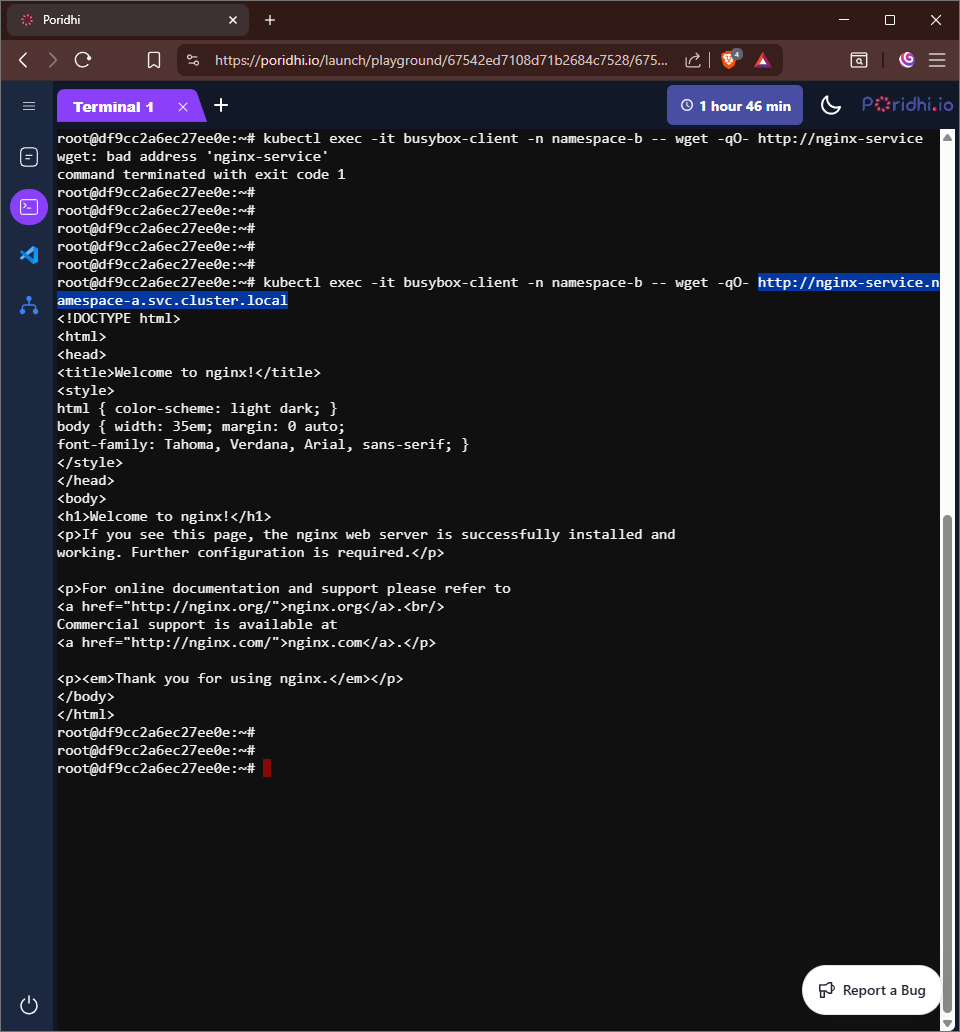 Poridhi
https://poridhi.io/launch/playground/67542ed7108d71b2684c7528/675...
4
Terminal 1
1 hour 46 min
Poridhi.io
root@df9cc2a6ec27ee0e:~# kubectl exec -it busybox-client -n namespace-b -- wget -qO- http://nginx-service
wget: bad address 'nginx-service'
command terminated with exit code 1
root@df9cc2a6ec27ee0e:~#
root@df9cc2a6ec27ee0e:~#
root@df9cc2a6ec27ee0e:~#
root@df9cc2a6ec27ee0e:~#
root@df9cc2a6ec27ee0e:~#
root@df9cc2a6ec27ee0e:~# kubectl exec -it busybox-client -n namespace-b -- wget -qO- http://nginx-service.n
amespace-a.svc.cluster.local
<!DOCTYPE html>
<html>
<head>
<title>Welcome to nginx!</title>
<style>
html { color-scheme: light dark; }
body { width: 35em; margin: 0 auto;
font-family: Tahoma, Verdana, Arial, sans-serif; }
</style>
</head>
<body>
<h1>Welcome to nginx!</h1>
<p>If you see this page, the nginx web server is successfully installed and
working. Further configuration is required.</p>
<p>For online documentation and support please refer to
<a href="http://nginx.org/">nginx.org</a>.<br/>
Commercial support is available at
<a href="http://nginx.com/">nginx.com</a>.</p>
<p><em>Thank you for using nginx.</em></p>
</body>
</html>
root@df9cc2a6ec27ee0e:~#
root@df9cc2a6ec27ee0e:~#
root@df9cc2a6ec27ee0e:~#
Report a Bug